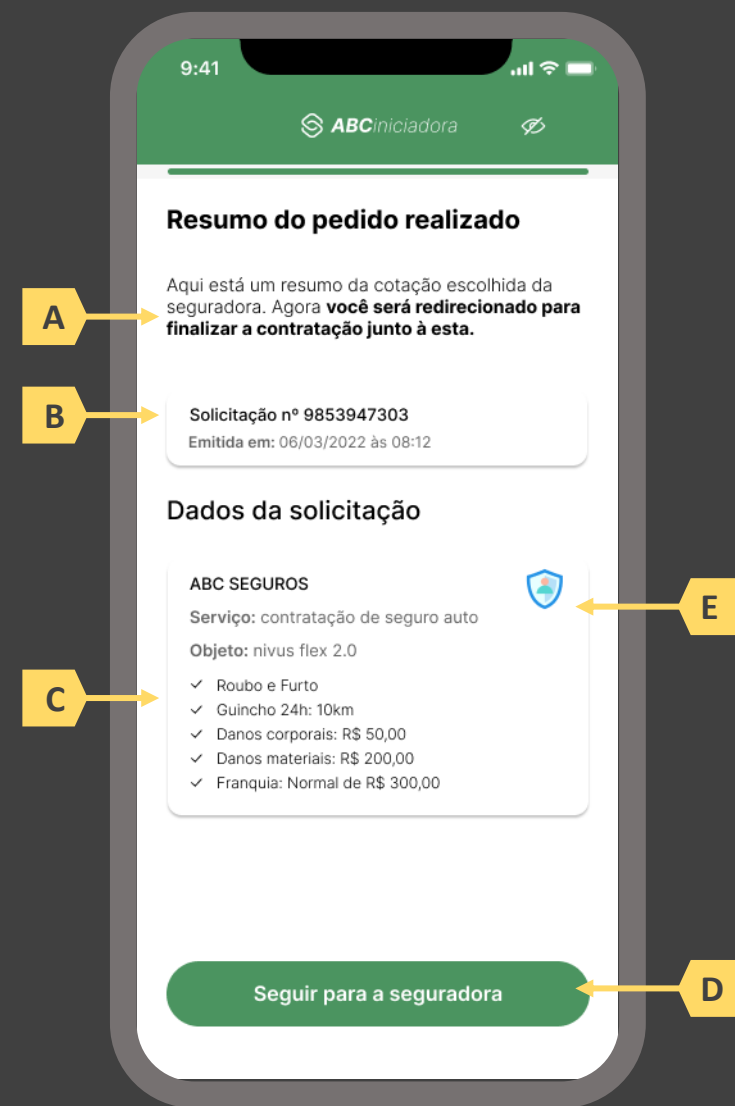 9:41
ABCiniciadora
Resumo do pedido realizado
Aqui está um resumo da cotação escolhida da
seguradora. Agora você será redirecionado para
finalizar a contratação junto à esta.
A
B
Solicitação nº 9853947303
Emitida em: 06/03/2022 às 08:12
Dados da solicitação
ABC SEGUROS
Serviço: contratação de seguro auto
E
Objeto: nivus flex 2.0
Roubo e Furto
C
Guincho 24h: 10km
Danos corporais: R$ 50,00
Danos materiais: R$ 200,00
Franquia: Normal de R$ 300,00
Seguir para a seguradora
D